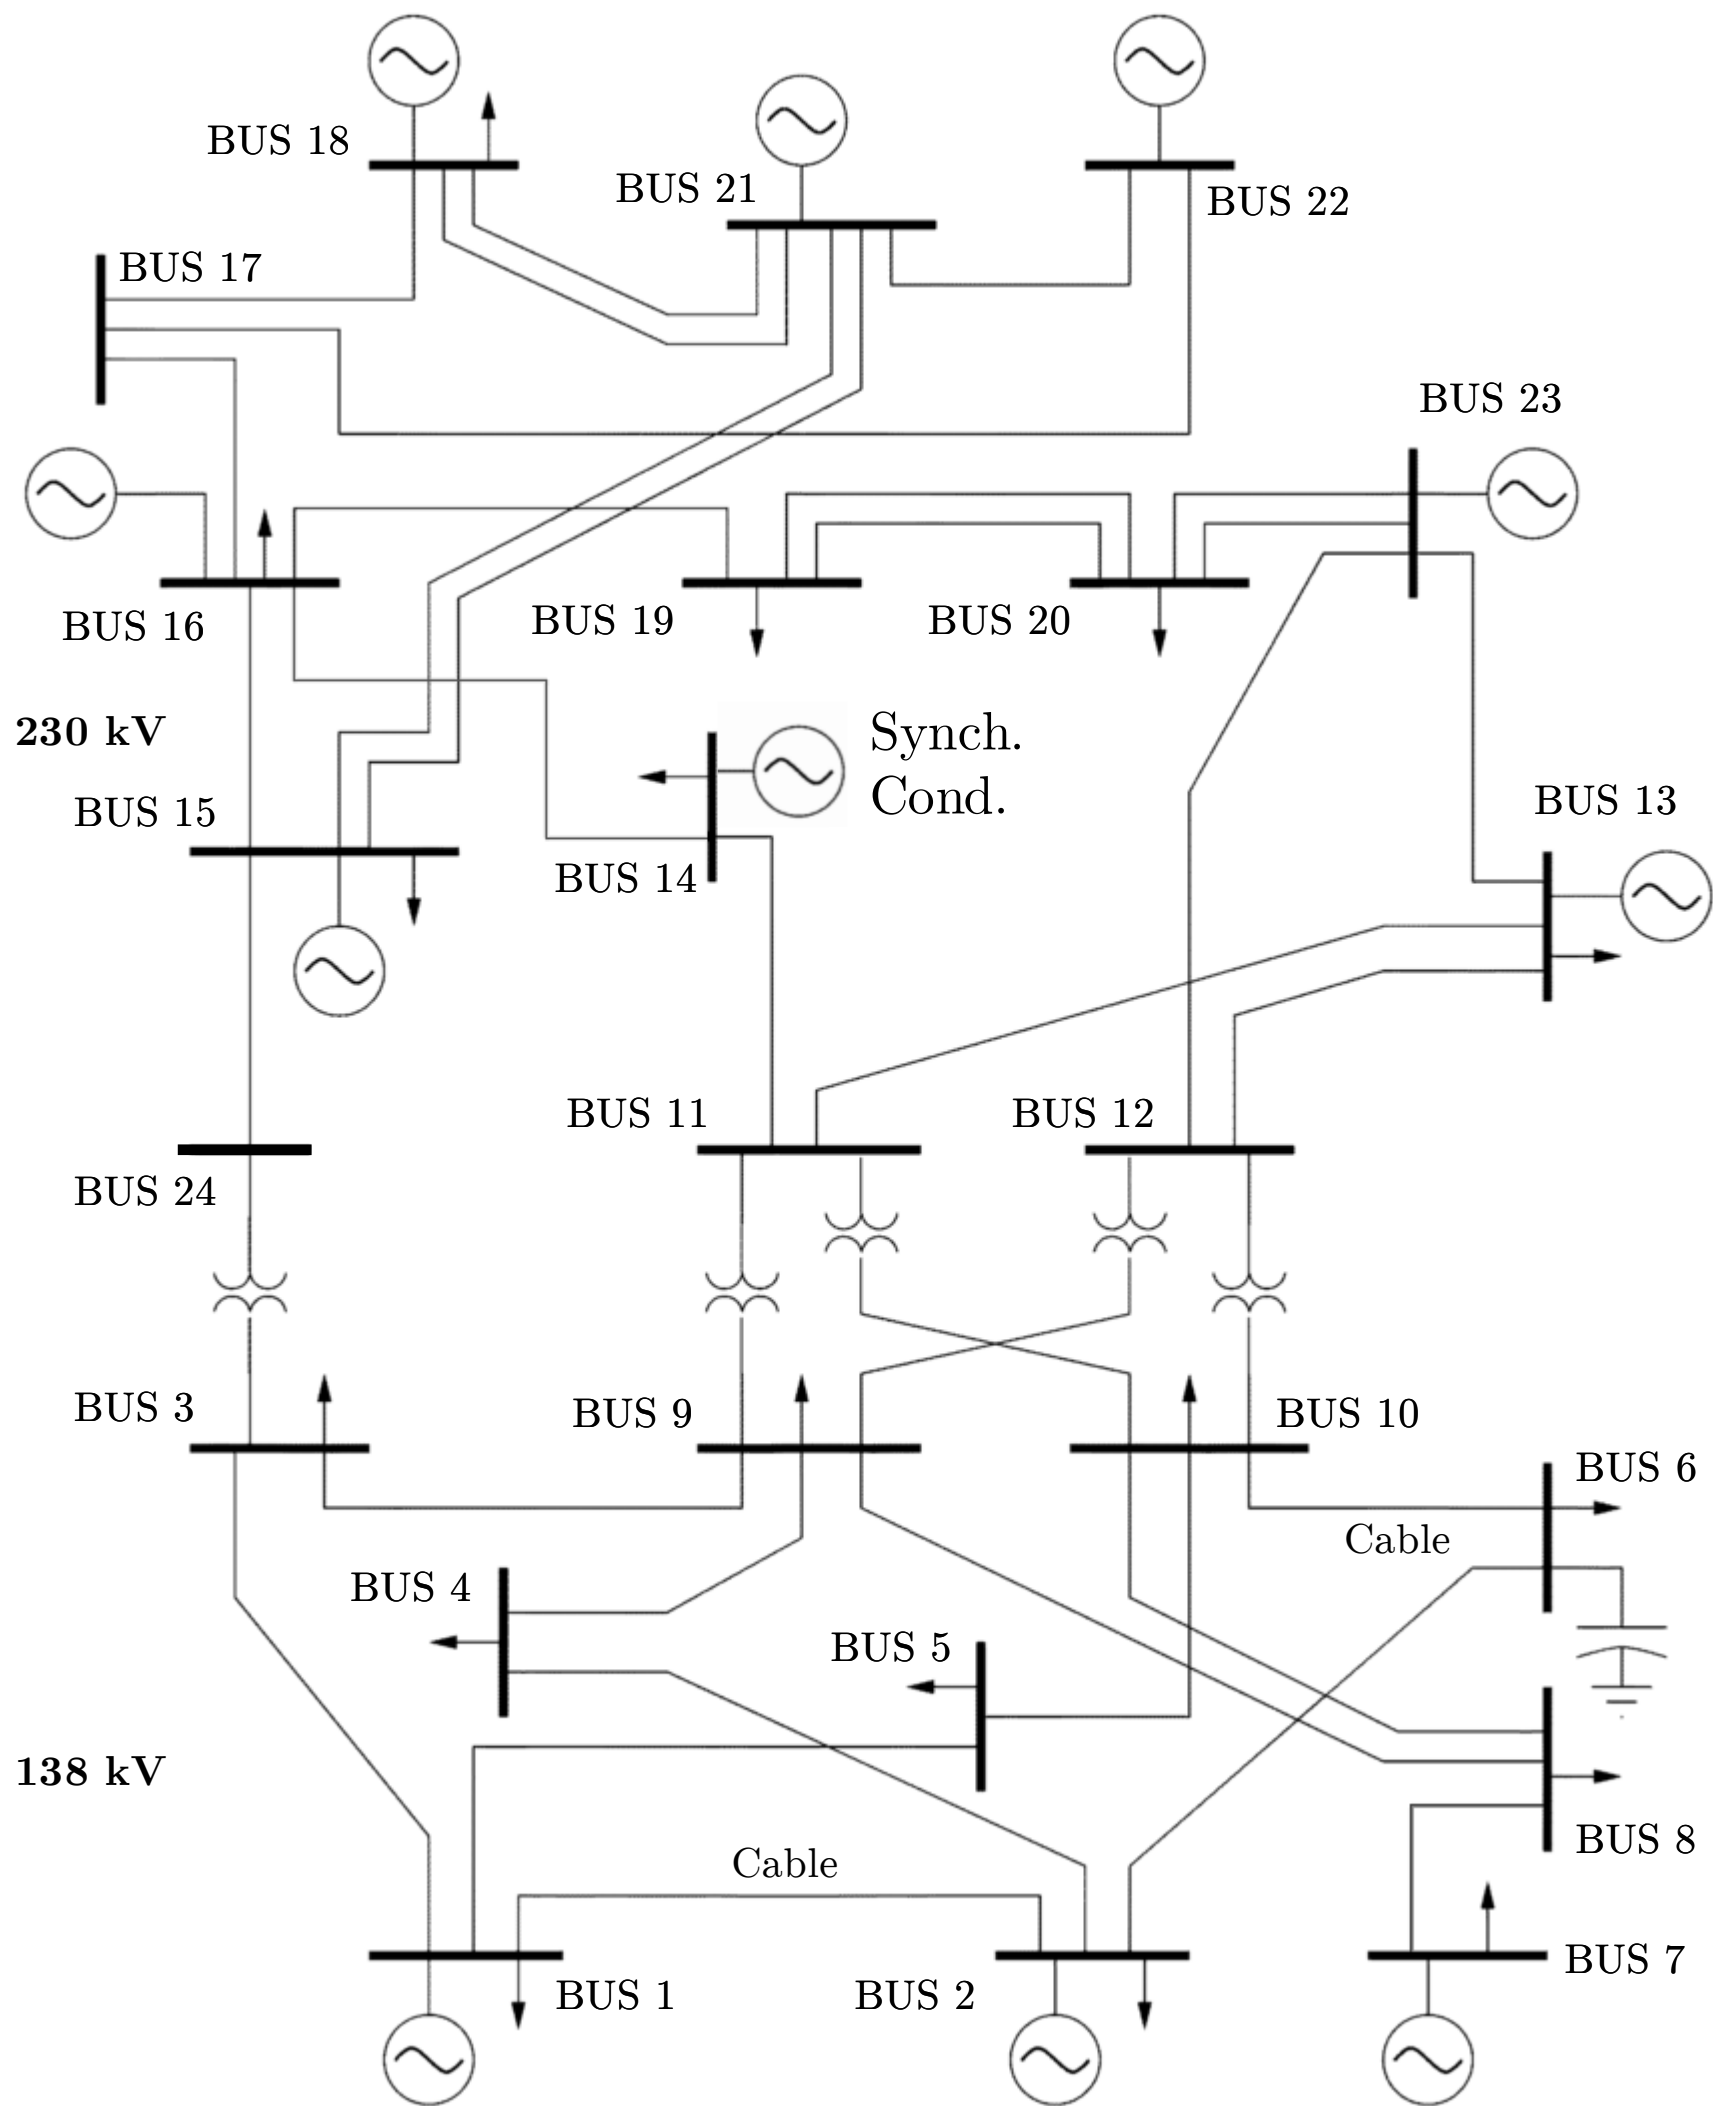 BUS 18
BUS 21
BUS 22
BUS 17
BUS 23
BUS 16
BUS 19
BUS 20
230 kV
Synch.
Cond.
BUS 15
BUS 13
BUS 14
BUS 11
BUS 12
BUS 24
BUS 3
BUS 9
BUS 10
BUS 6
Cable
BUS 4
BUS 5
138 kV
BUS 8
Cable
BUS 7
BUS 1
BUS 2